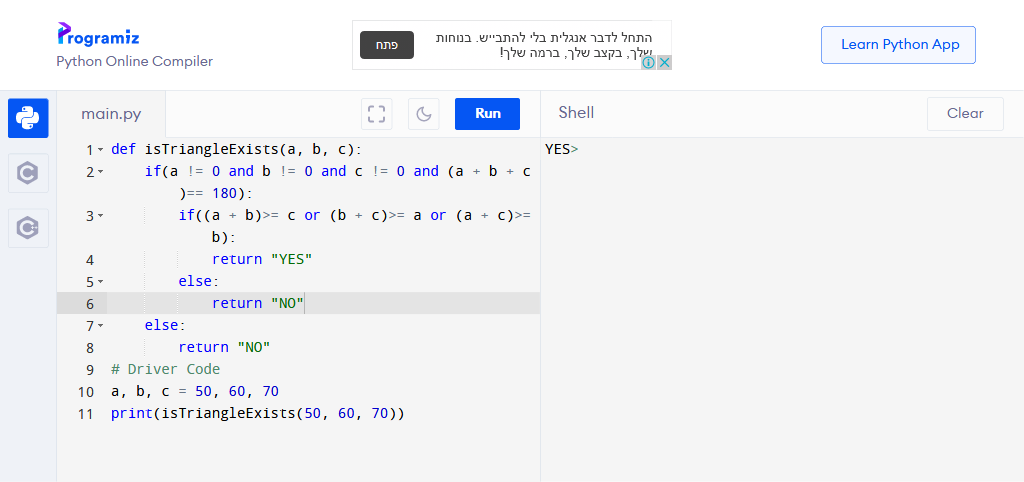 Programiz
Python Online Compiler
התחל לדבר אנגלית בלי להתבייש. בנוחות
שלך, בקצב שלך, ברמה שלך!
פתח
Learn Python App
main.py
Run
Shell
Clear
1 def isTriangleExists(a, b, c):
2 if(a != 0 and b != 0 and c != 0 and (a + b + c
)== 180):
3 if((a + b)>= c or (b + c)>= a or (a + c)>=
b):
4 return "YES"
5 else:
6 return "NO"
7 else:
8 return "NO"
9 # Driver Code
10 a, b, c = 50, 60, 70
11 print(isTriangleExists(50, 60, 70))
YES>